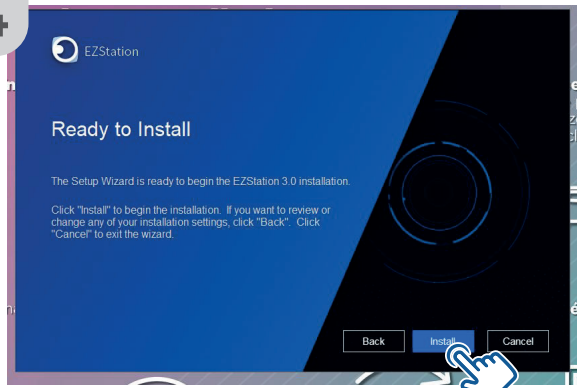 EZStation
Ready to Install
The Setup Wizard is ready to begin the EZStation 3.0 installation.
Click "Install" to begin the installation. If you want to review or
change any of your installation settings, click "Back". Click
"Cancel" to exit the wizard.
Back
Install
Cancel